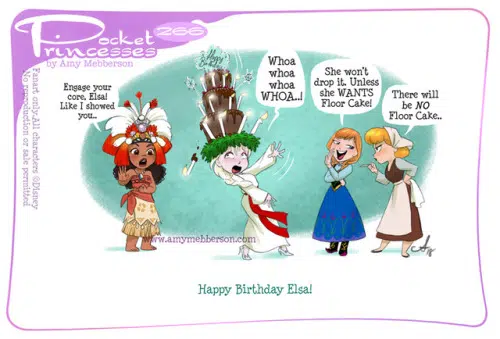 Pocket
Princesses
266
by Amy Mebberson
Fanart only. All characters ©Disney
No reproduction or sale permitted
Engage your
core, Elsa!
Like I showed
you..
Whoa
whoa
whoa
WHOA..!
She won't
drop it. Unless
she WANTS
Floor Cake!
There will
be NO
Floor Cake..
www.amymebberson.com
Happy Birthday Elsa!